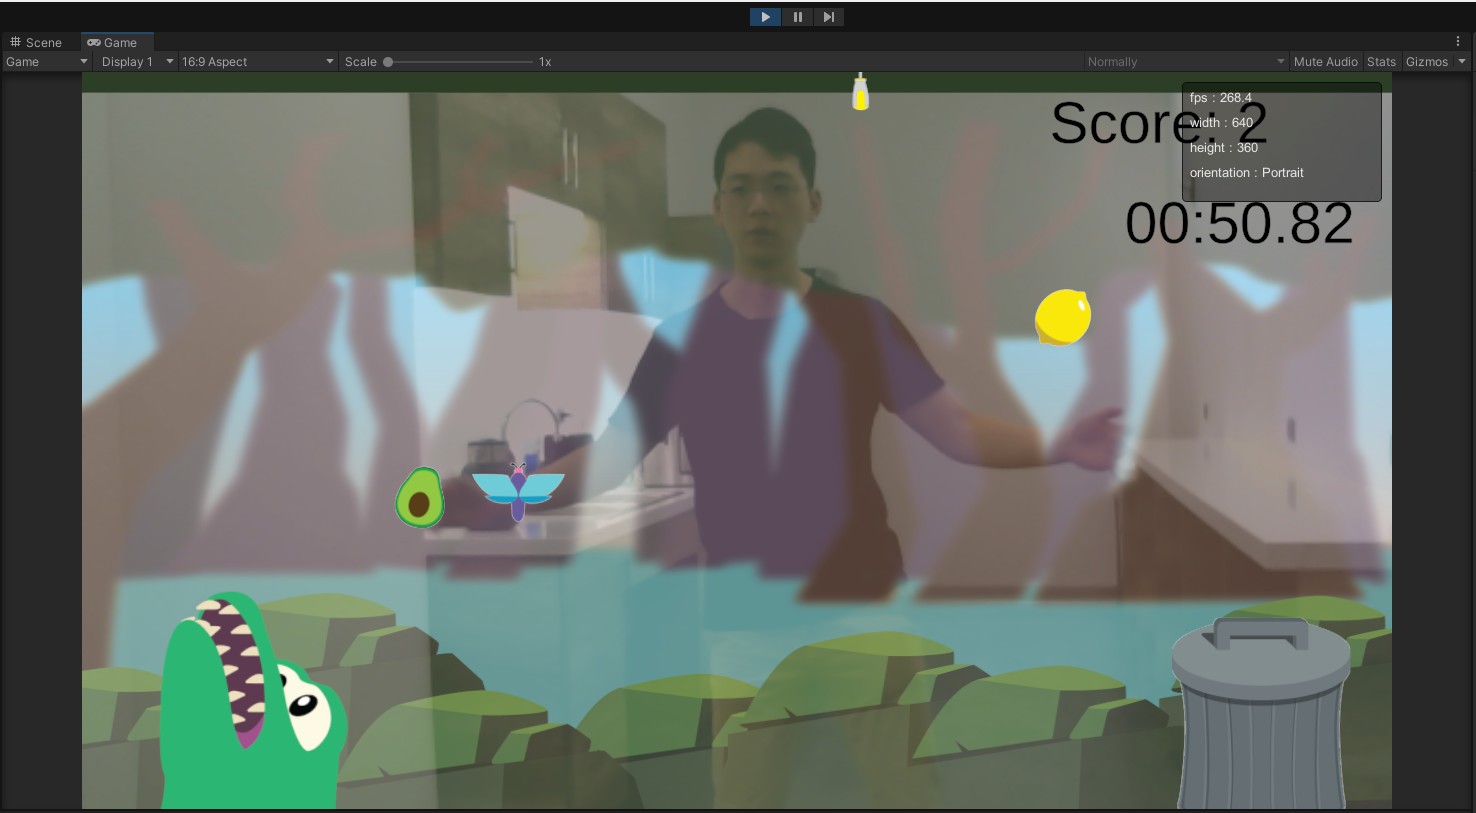 Scene Game
Game Display 1 16:9 Aspect Scale 1x Normally Mute Audio Stats Gizmos
Score: 2
fps : 268.4
width : 640
height : 360
orientation : Portrait
00:50.82